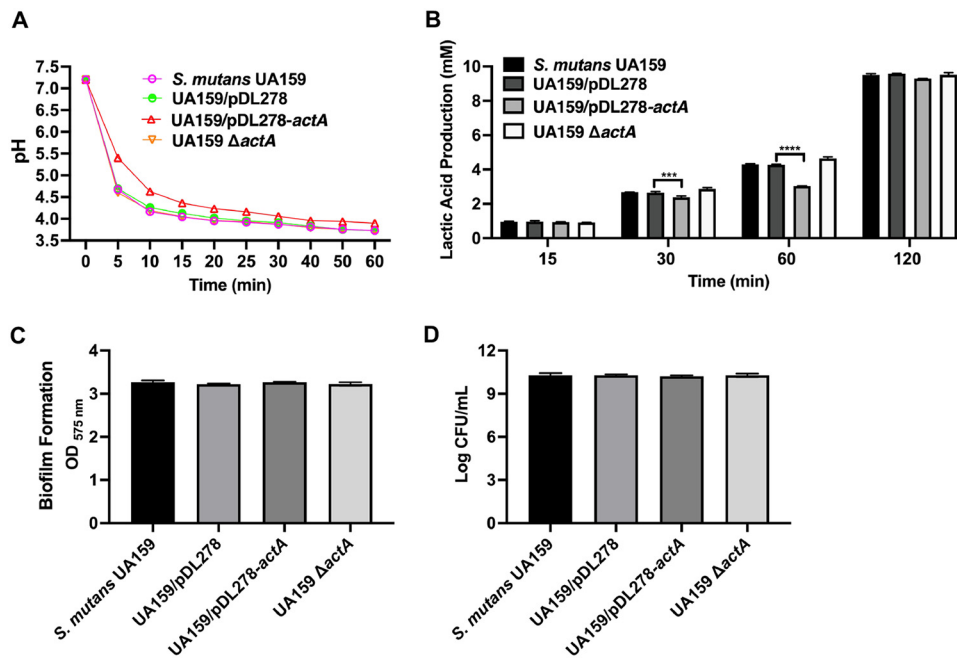 A
pH
7.5
7.0
6.5
6.0
5.5
5.0
4.5
4.0
3.5
S. mutans UA159
UA159/pDL278
UA159/pDL278-actA
UA159 ΔactA
0 5 10 15 20 25 30 40 50 60
Time (min)
B
Lactic Acid Production (mM)
10
8
6
4
2
0
S. mutans UA159
UA159/pDL278
UA159/pDL278-actA
UA159 ΔactA
***
****
15 30 60 120
Time (min)
C
Biofilm Formation
OD 575 nm
4
3
2
1
0
S. mutans UA159
UA159/pDL278
UA159/pDL278-actA
UA159 ΔactA
D
Log CFU/mL
12
9
6
3
0
S. mutans UA159
UA159/pDL278
UA159/pDL278-actA
UA159 ΔactA